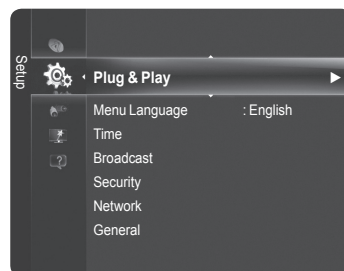 Setup
Plug & Play
Menu Language : English
Time
Broadcast
Security
Network
General